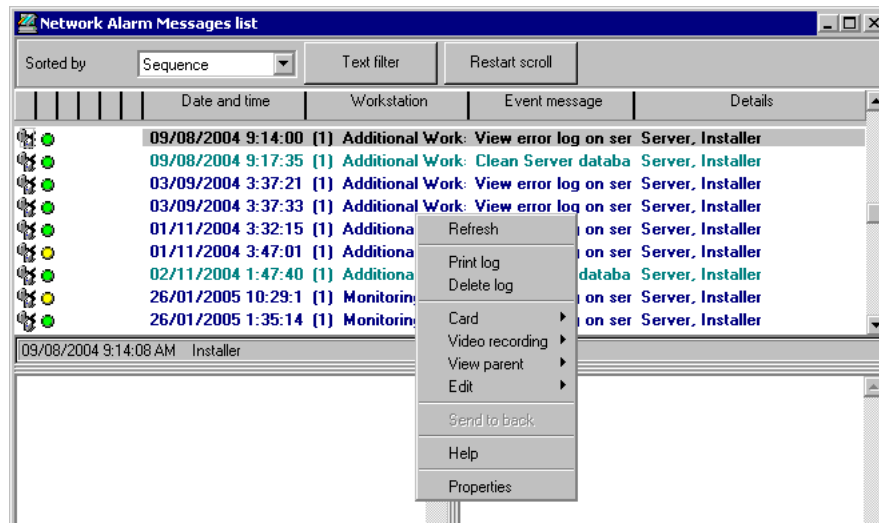 Network Alarm Messages list
Sorted by Sequence Text filter Restart scroll
Date and time Workstation Event message Details
09/08/2004 9:14:00 (1) Additional Work: View error log on ser Server, Installer
09/08/2004 9:17:35 (1) Additional Work: Clean Server databa Server, Installer
03/09/2004 3:37:21 (1) Additional Work: View error log on ser Server, Installer
03/09/2004 3:37:33 (1) Additional Work: View error log on ser Server, Installer
01/11/2004 3:32:15 (1) Additiona on ser Server, Installer
01/11/2004 3:47:01 (1) Additiona on ser Server, Installer
02/11/2004 1:47:40 (1) Additiona databa Server, Installer
26/01/2005 10:29:1 (1) Monitoring on ser Server, Installer
26/01/2005 1:35:14 (1) Monitoring on ser Server, Installer
09/08/2004 9:14:08 AM Installer
Refresh
Print log
Delete log
Card
Video recording
View parent
Edit
Send to back
Help
Properties